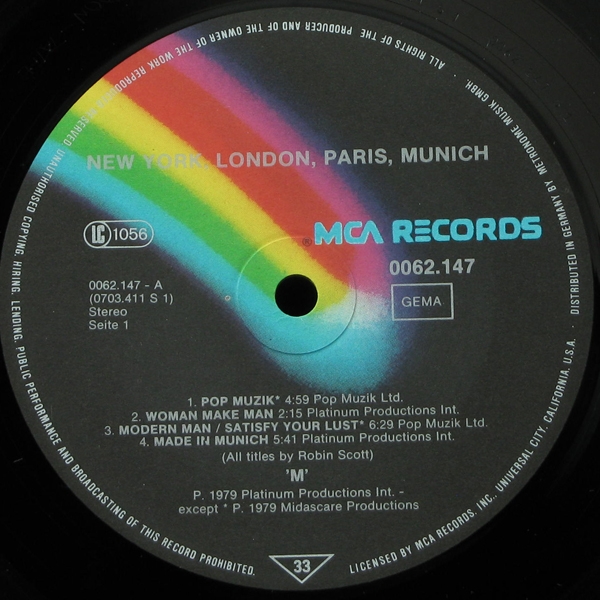 ALL RIGHTS OF THE PRODUCER AND OF THE OWNER OF THE WORK REPRODUCED RESERVED UNAUTHORISED COPYING, HIRING, LENDING, PUBLIC PERFORMANCE AND BROADCASTING OF THIS RECORD PROHIBITED.
NEW YORK, LONDON, PARIS, MUNICH
LC 1056
® MCA RECORDS
0062.147
GEMA
0062.147 - A
(0703.411 S 1)
Stereo
Seite 1
1. POP MUZIK* 4:59 Pop Muzik Ltd.
2. WOMAN MAKE MAN 2:15 Platinum Productions Int.
3. MODERN MAN / SATISFY YOUR LUST* 6:29 Pop Muzik Ltd.
4. MADE IN MUNICH 5:41 Platinum Productions Int.
(All titles by Robin Scott)
'M'
P. 1979 Platinum Productions Int. -
except * P. 1979 Midascare Productions
33
LICENSED BY MCA RECORDS, INC., UNIVERSAL CITY, CALIFORNIA, U.S.A. · DISTRIBUTED IN GERMANY BY METRONOME MUSIK GMBH. ·